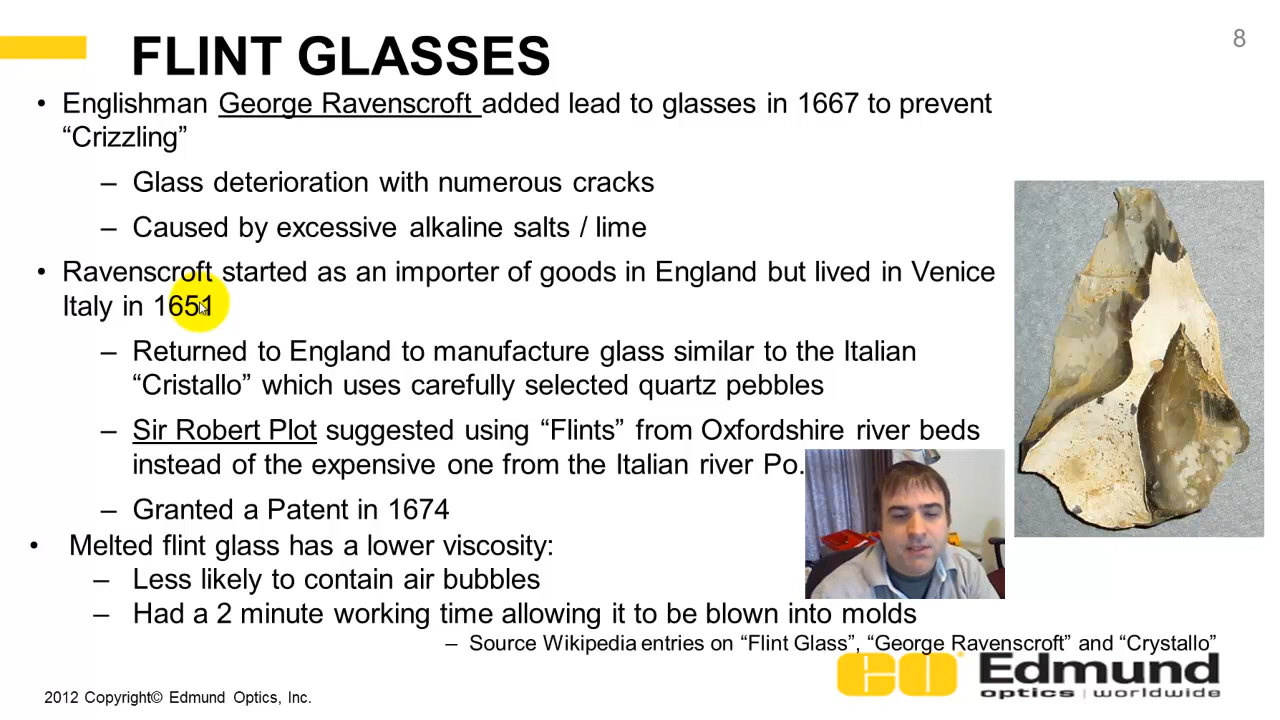 8
FLINT GLASSES
• Englishman George Ravenscroft added lead to glasses in 1667 to prevent
“Crizzling”
– Glass deterioration with numerous cracks
– Caused by excessive alkaline salts / lime
• Ravenscroft started as an importer of goods in England but lived in Venice
Italy in 1651
– Returned to England to manufacture glass similar to the Italian
“Cristallo” which uses carefully selected quartz pebbles
– Sir Robert Plot suggested using “Flints” from Oxfordshire river beds
instead of the expensive one from the Italian river Po.
– Granted a Patent in 1674
• Melted flint glass has a lower viscosity:
– Less likely to contain air bubbles
– Had a 2 minute working time allowing it to be blown into molds
– Source Wikipedia entries on “Flint Glass”, “George Ravenscroft” and “Crystallo”
EO Edmund
optics | worldwide
2012 Copyright© Edmund Optics, Inc.